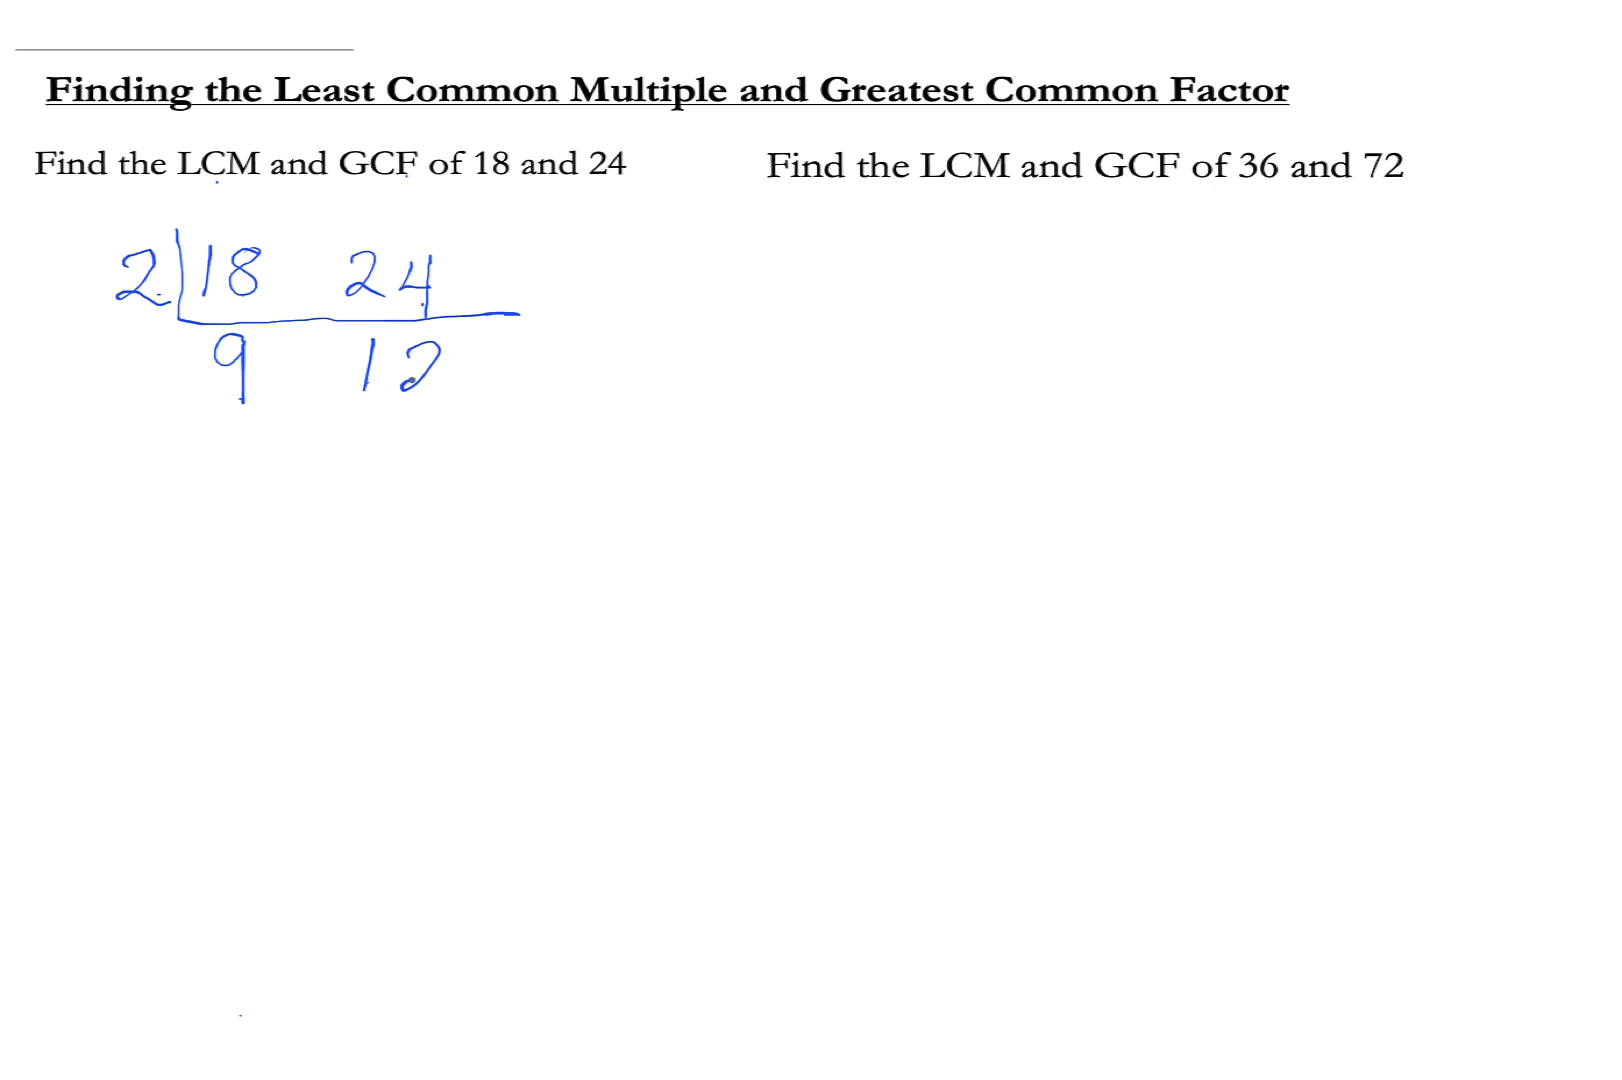 Finding the Least Common Multiple and Greatest Common Factor
Find the LCM and GCF of 18 and 24
Find the LCM and GCF of 36 and 72
2 18 24
9 12